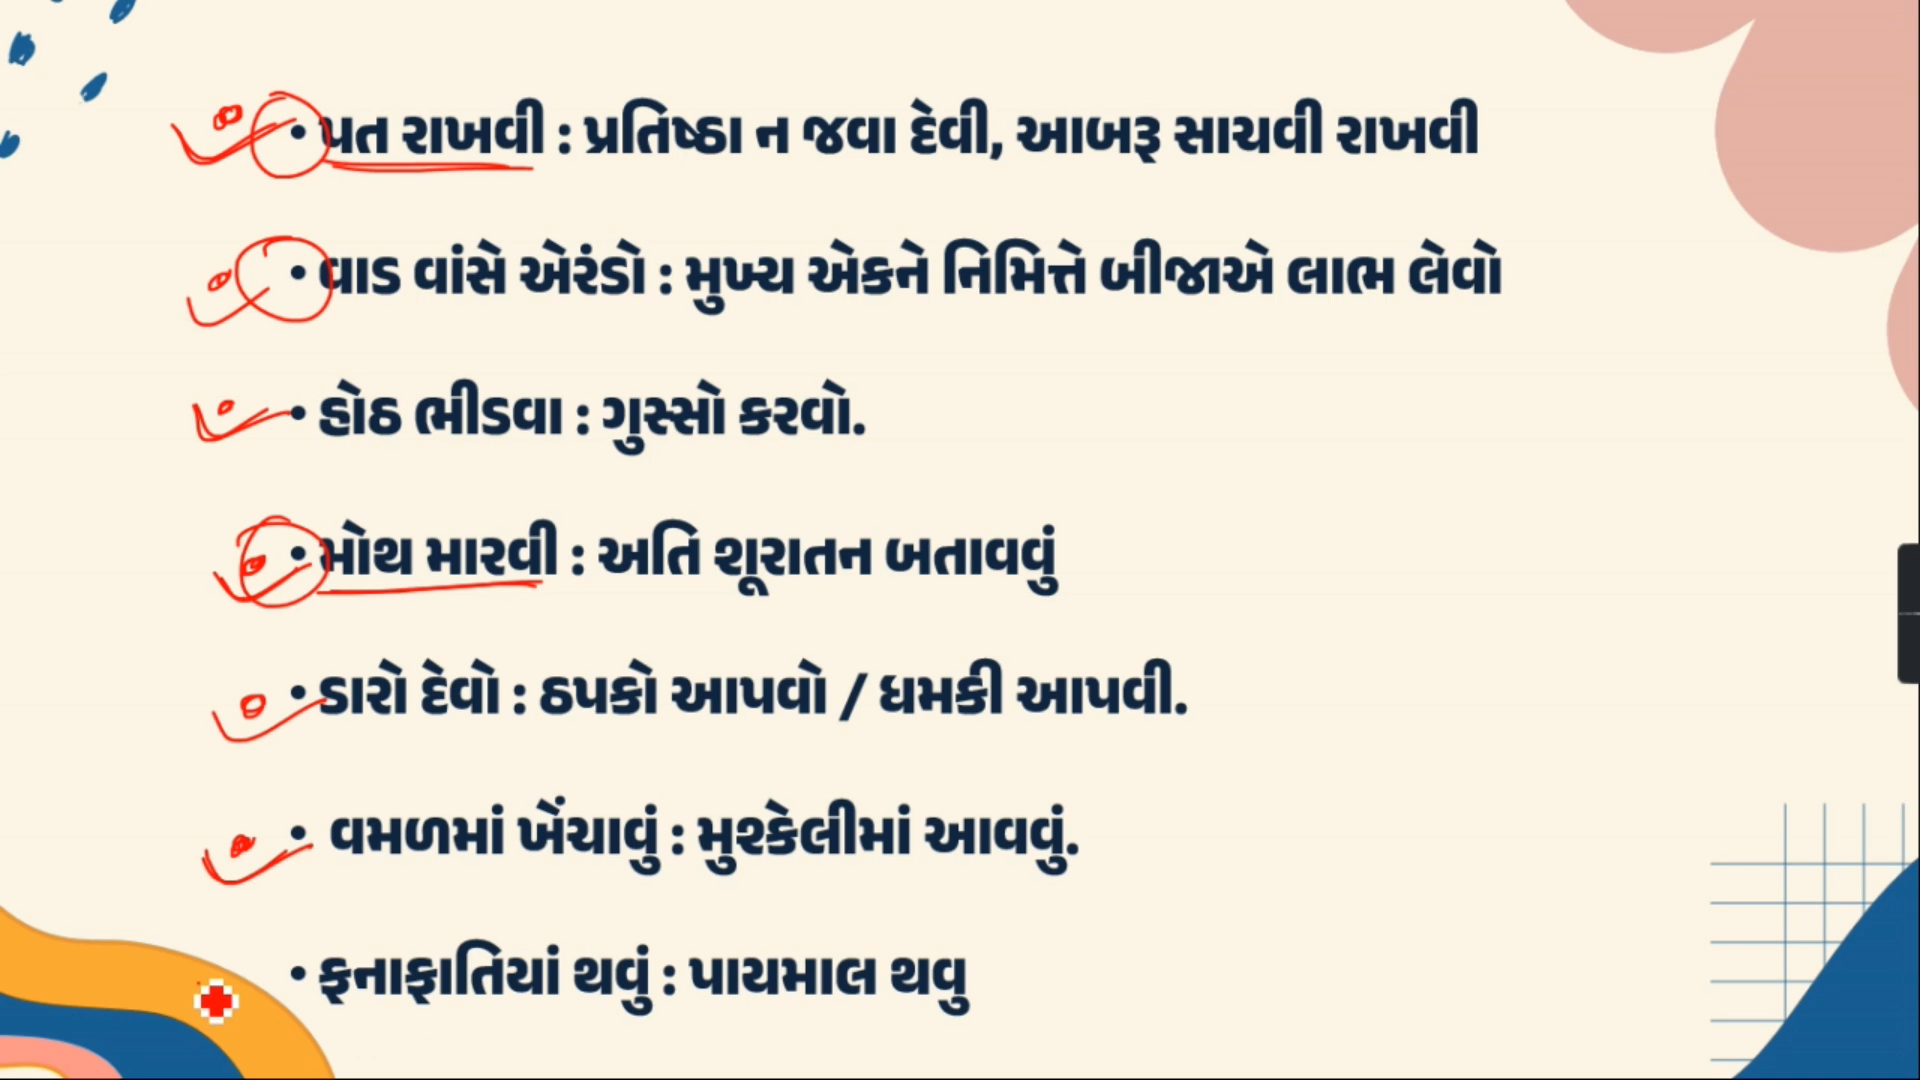 • પત રાખવી : પ્રતિષ્ઠા ન જવા દેવી, આબરૂ સાચવી રાખવી
• વાડ વાંસે એરંડો : મુખ્ય એકને નિમિત્તે બીજાએ લાભ લેવો
• હોઠ ભીડવા : ગુસ્સો કરવો.
• મોથ મારવી : અતિ શૂરાતન બતાવવું
• ડારો દેવો : ઠપકો આપવો / ધમકી આપવી.
• વમળમાં ખેંચાવું : મુશ્કેલીમાં આવવું.
• ફનાફાતિયાં થવું : પાયમાલ થવુ